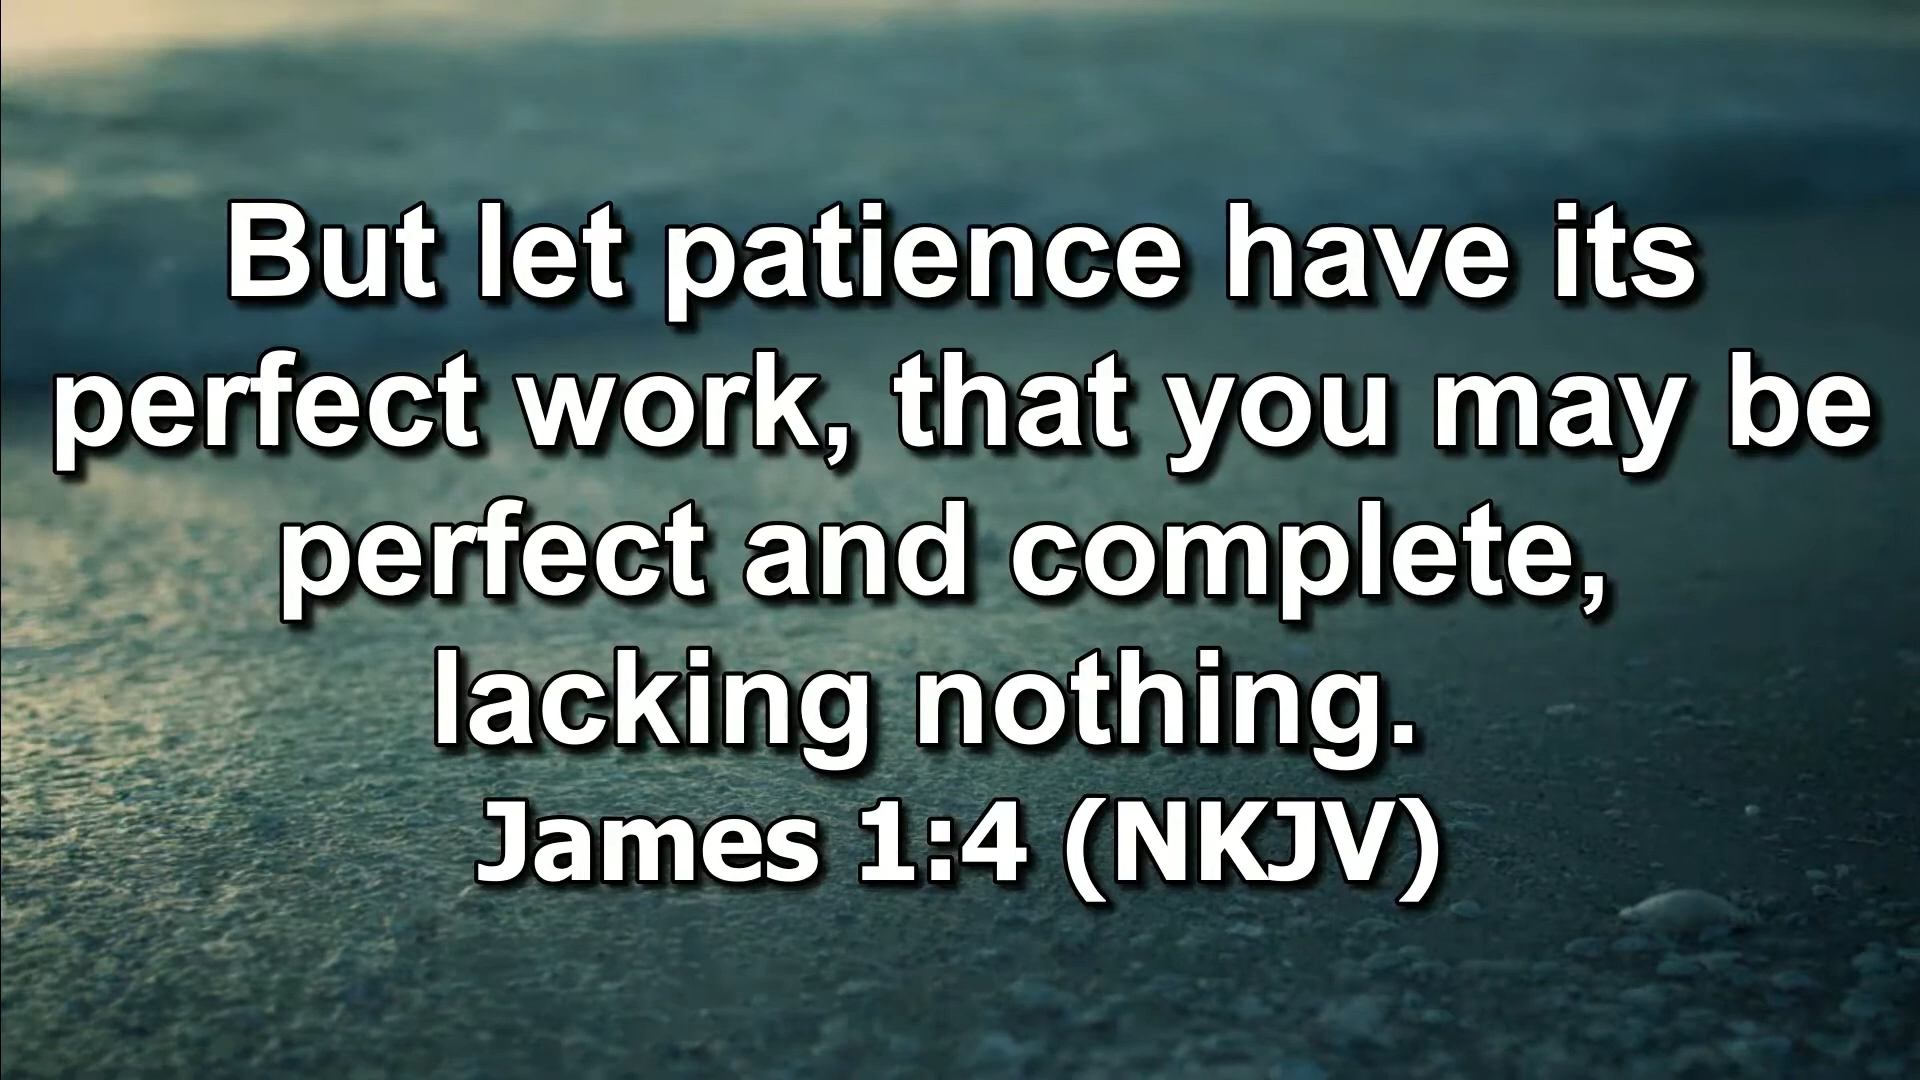 But let patience have its
perfect work, that you may be
perfect and complete,
lacking nothing.
James 1:4 (NKJV)